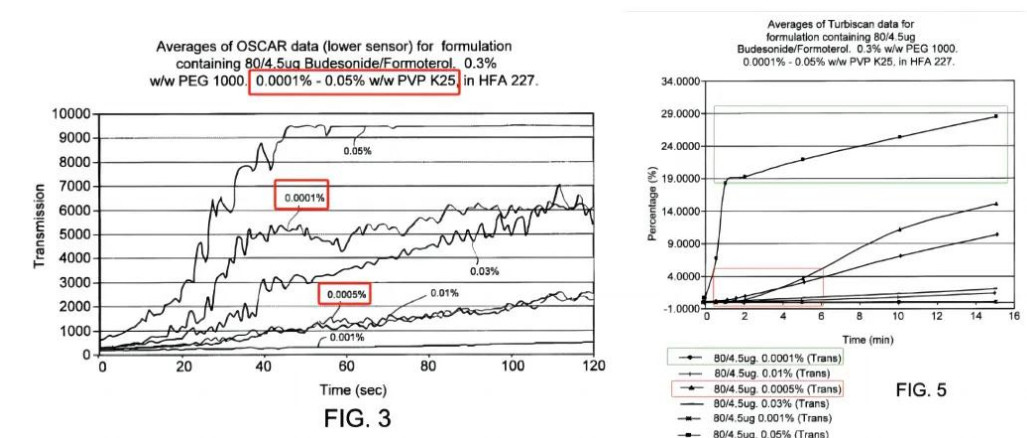 Averages of OSCAR data (lower sensor) for formulation
containing 80/4.5ug Budesonide/Formoterol. 0.3%
w/w PEG 1000. 0.0001% - 0.05% w/w PVP K25, in HFA 227.
Transmission
10000
9000
8000
7000
6000
5000
4000
3000
2000
1000
0
0.05%
0.0001%
0.03%
0.0005%
0.01%
0.001%
0 20 40 60 80 100 120
Time (sec)
FIG. 3
Averages of Turbiscan data for
formulation containing 80/4.5ug
Budesonide/Formoterol. 0.3% w/w PEG 1000.
0.0001% - 0.05% w/w PVP K25, in HFA 227.
Percentage (%)
34.0000
29.0000
19.0000
14.0000
9.0000
4.0000
-1.0000
0 2 4 6 8 10 12 14 16
Time (min)
80/4.5ug. 0.0001% (Trans)
80/4.5ug. 0.01% (Trans)
80/4.5ug. 0.0005% (Trans)
80/4.5ug. 0.03% (Trans)
80/4.5ug 0.001% (Trans)
80/4.5ug. 0.05% (Trans)
FIG. 5